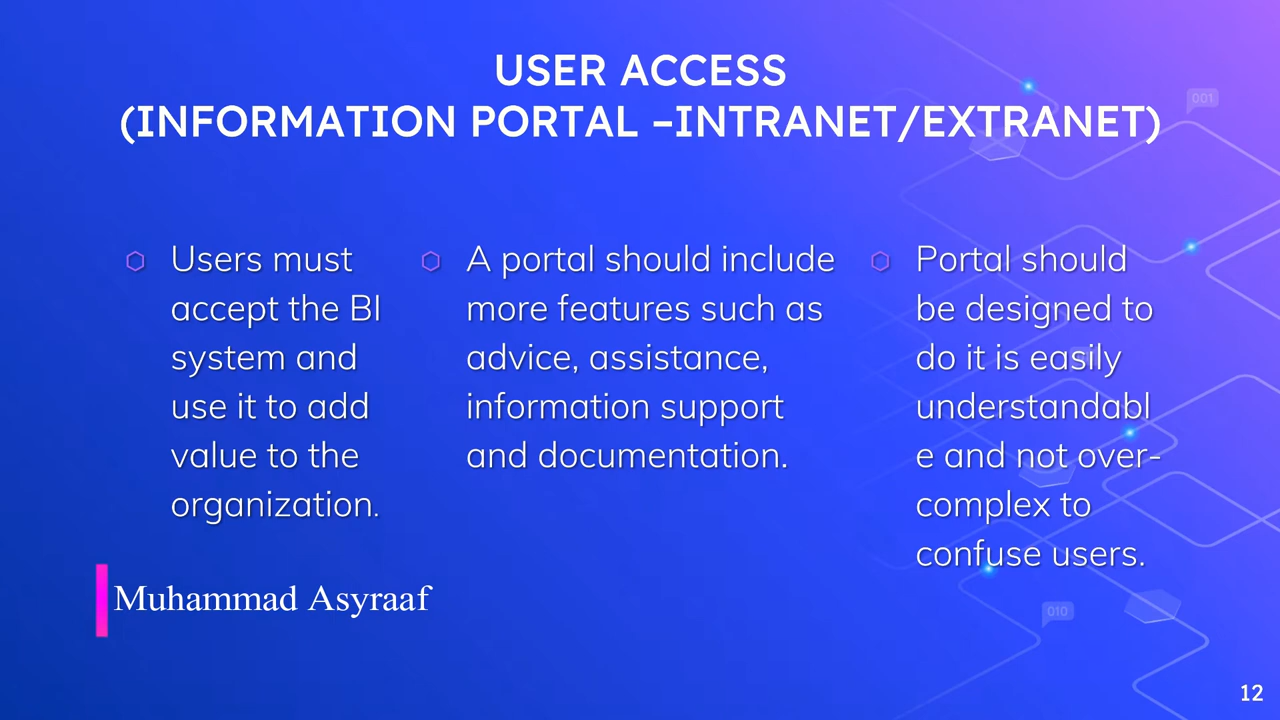 USER ACCESS
(INFORMATION PORTAL –INTRANET/EXTRANET)
Users must
accept the BI
system and
use it to add
value to the
organization.
A portal should include
more features such as
advice, assistance,
information support
and documentation.
Portal should
be designed to
do it is easily
understandabl
e and not over-
complex to
confuse users.
Muhammad Asyraaf
001
010
12